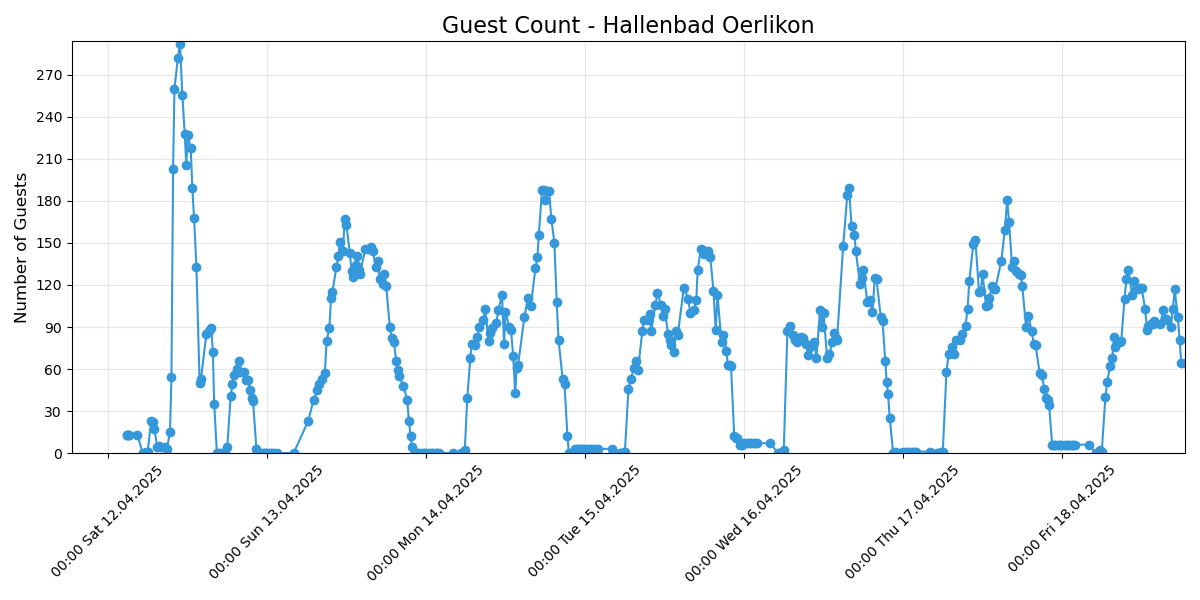 Guest Count - Hallenbad Oerlikon
Number of Guests
270
240
210
180
150
120
90
60
30
0
00:00 Sat 12.04.2025
00:00 Sun 13.04.2025
00:00 Mon 14.04.2025
00:00 Tue 15.04.2025
00:00 Wed 16.04.2025
00:00 Thu 17.04.2025
00:00 Fri 18.04.2025